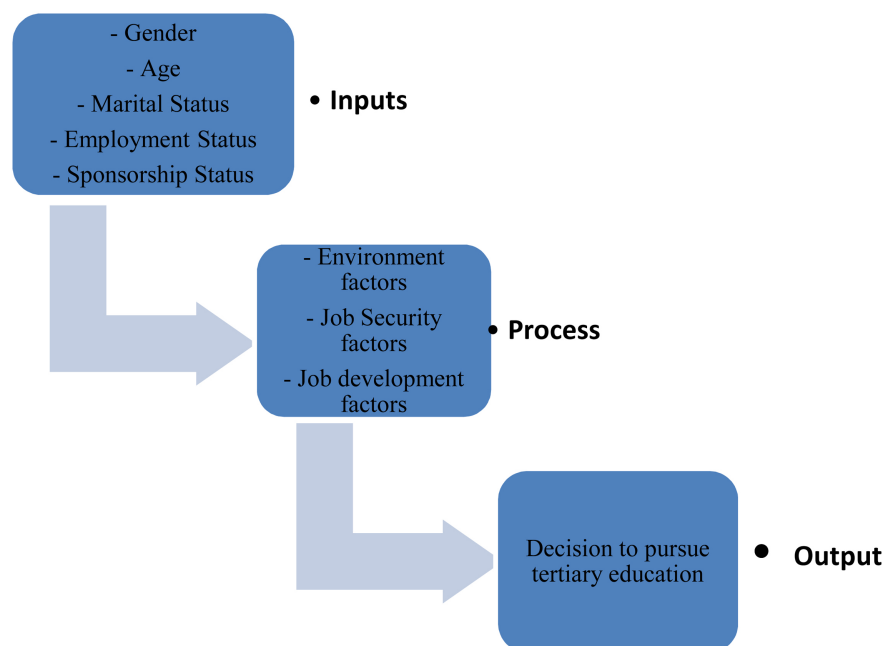 - Gender
- Age
- Marital Status
- Employment Status
- Sponsorship Status
• Inputs
- Environment
factors
- Job Security
factors
- Job development
factors
• Process
Decision to pursue
tertiary education
• Output